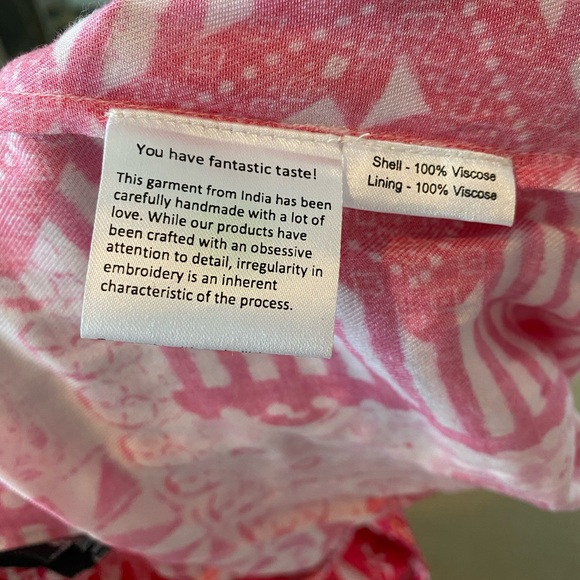 You have fantastic taste!
This garment from India has been
carefully handmade with a lot of
love. While our products have
been crafted with an obsessive
attention to detail, irregularity in
embroidery is an inherent
characteristic of the process.
Shell - 100% Viscose
Lining - 100% Viscose